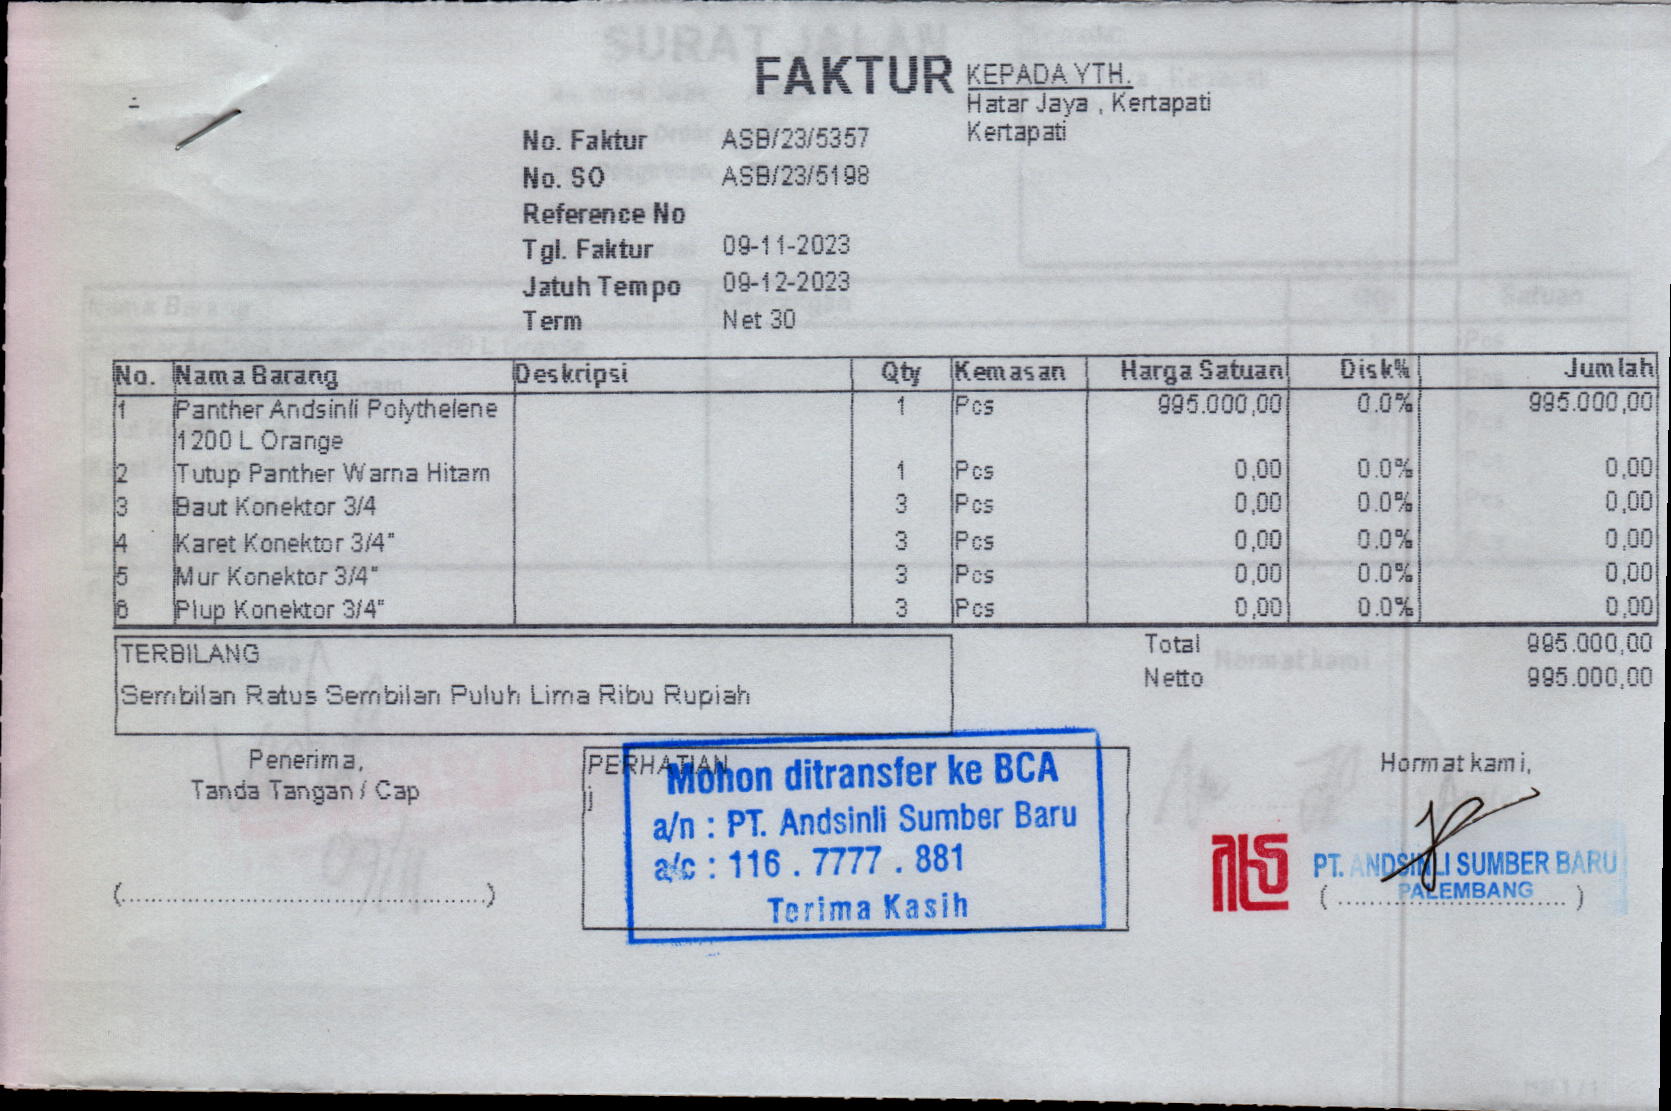 FAKTUR
KEPADA YTH.
Hatar Jaya , Kertapati
Kertapati
No. Faktur ASB/23/5357
No. SO ASB/23/5198
Reference No
Tgl. Faktur 09-11-2023
Jatuh Tempo 09-12-2023
Term Net 30
No. Nama Barang Deskripsi Qty Kemasan Harga Satuan Disk% Jumlah
1 Panther Andsinli Polythelene 1 Pcs 995.000,00 0.0% 995.000,00
1200 L Orange
2 Tutup Panther Warna Hitam 1 Pcs 0,00 0.0% 0,00
3 Baut Konektor 3/4 3 Pcs 0,00 0.0% 0,00
4 Karet Konektor 3/4" 3 Pcs 0,00 0.0% 0,00
5 Mur Konektor 3/4" 3 Pcs 0,00 0.0% 0,00
6 Plup Konektor 3/4" 3 Pcs 0,00 0.0% 0,00
TERBILANG
Sembilan Ratus Sembilan Puluh Lima Ribu Rupiah
Total 995.000,00
Netto 995.000,00
Penerima,
Tanda Tangan / Cap
(..........................................................)
PERHATIAN
j
Mohon ditransfer ke BCA
a/n : PT. Andsinli Sumber Baru
a/c : 116 . 7777 . 881
Terima Kasih
Hormat kami,
PT. ANDSINLI SUMBER BARU
PALEMBANG
(....................................)
SURAT JALAN
Nama Barang
Satuan
Hormat kami